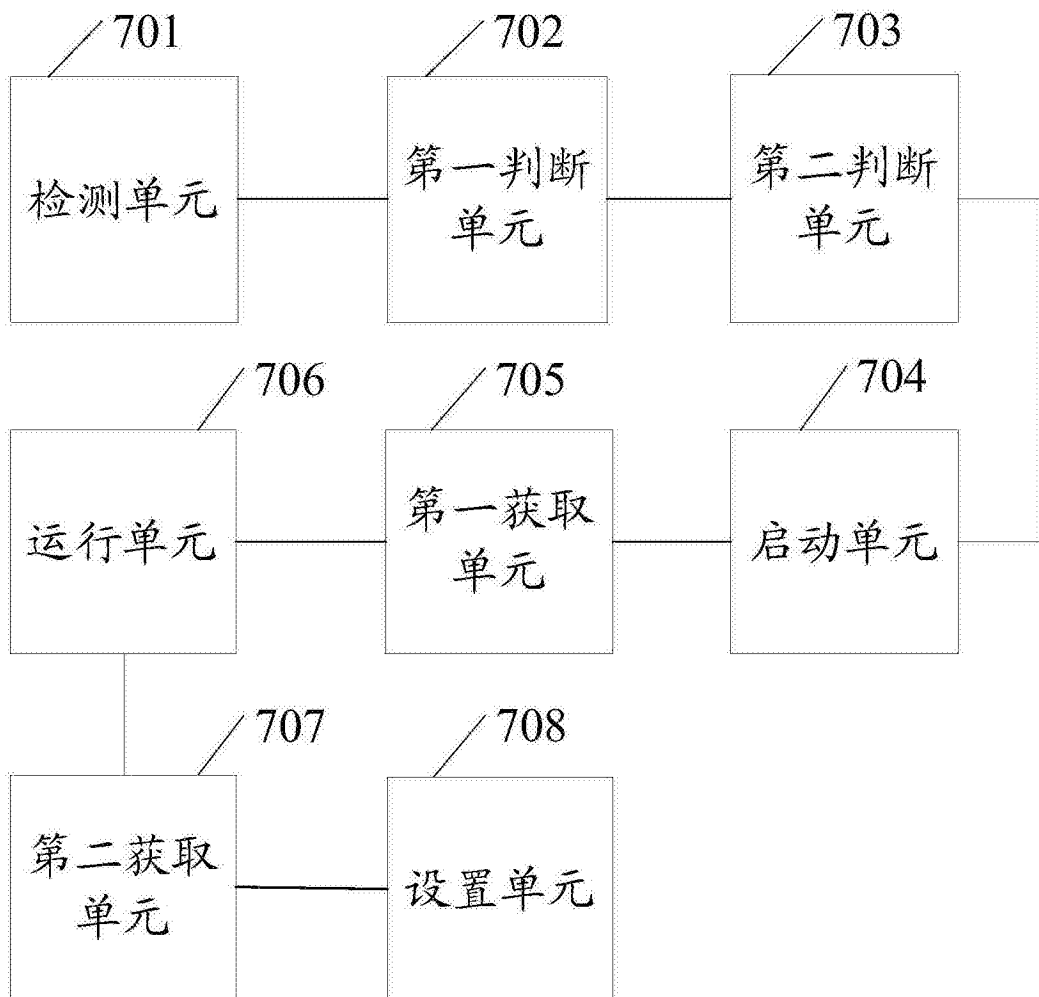 701
702
703
检测单元
第一判断
单元
第二判断
单元
706
705
704
运行单元
第一获取
单元
启动单元
707
708
第二获取
单元
设置单元